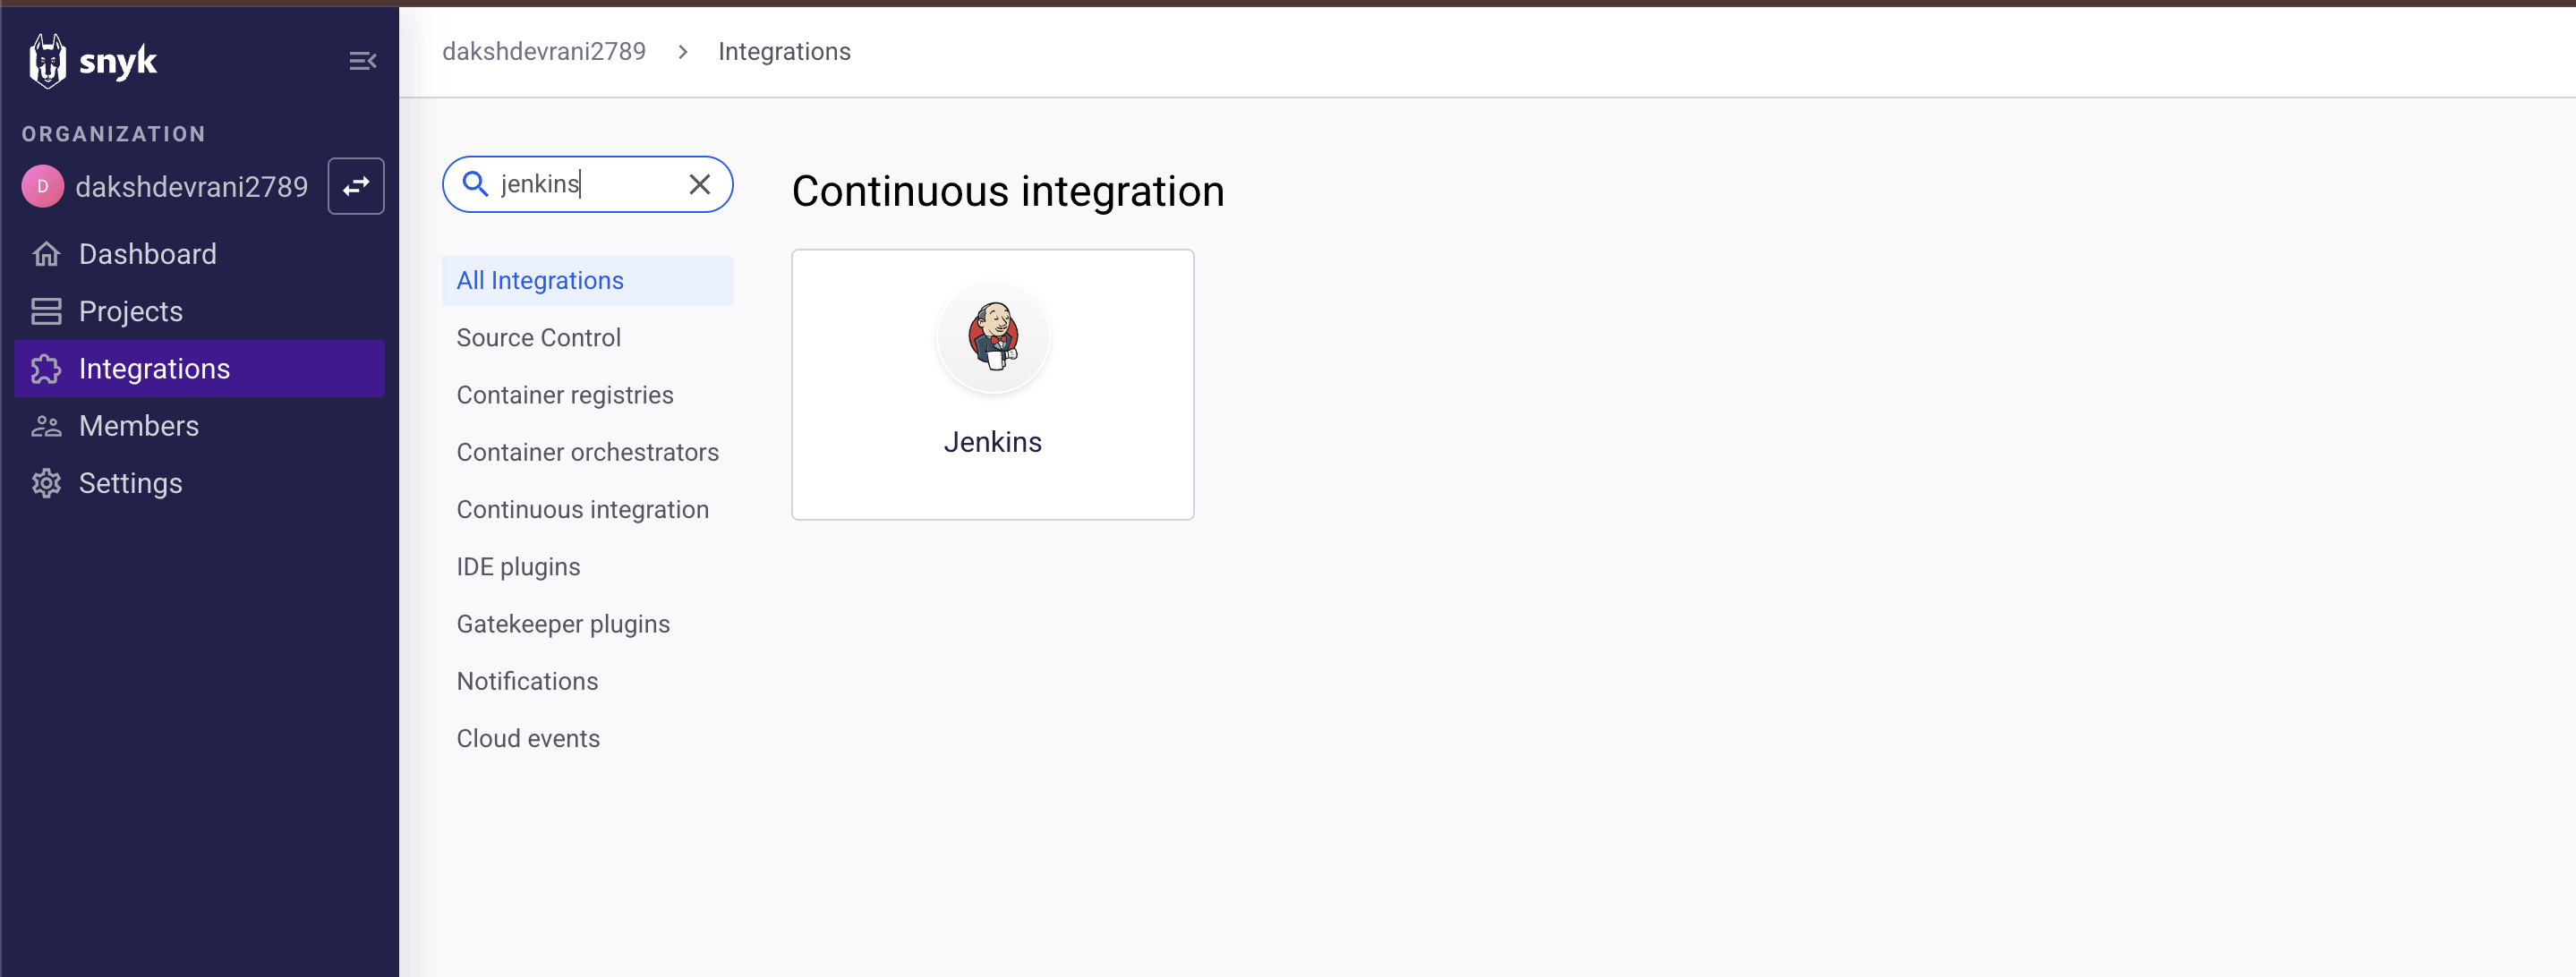 snyk
ORGANIZATION
D
dakshdevrani2789
Dashboard
Projects
Integrations
Members
Settings
dakshdevrani2789 > Integrations
jenkins
All Integrations
Source Control
Container registries
Container orchestrators
Continuous integration
IDE plugins
Gatekeeper plugins
Notifications
Cloud events
Continuous integration
Jenkins